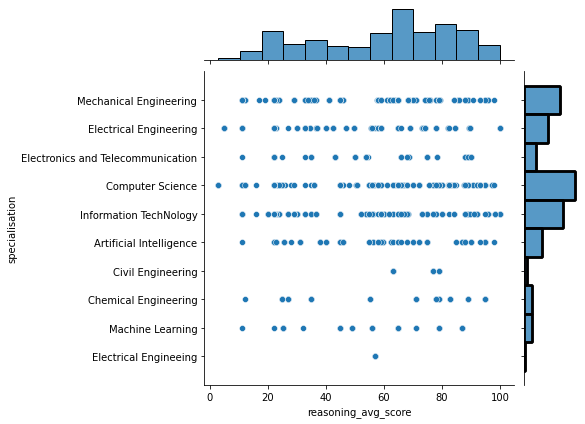 Mechanical Engineering
Electrical Engineering
Electronics and Telecommunication
Computer Science
Information TechNology
Artificial Intelligence
Civil Engineering
Chemical Engineering
Machine Learning
Electrical Engineeing
specialisation
0 20 40 60 80 100
reasoning_avg_score